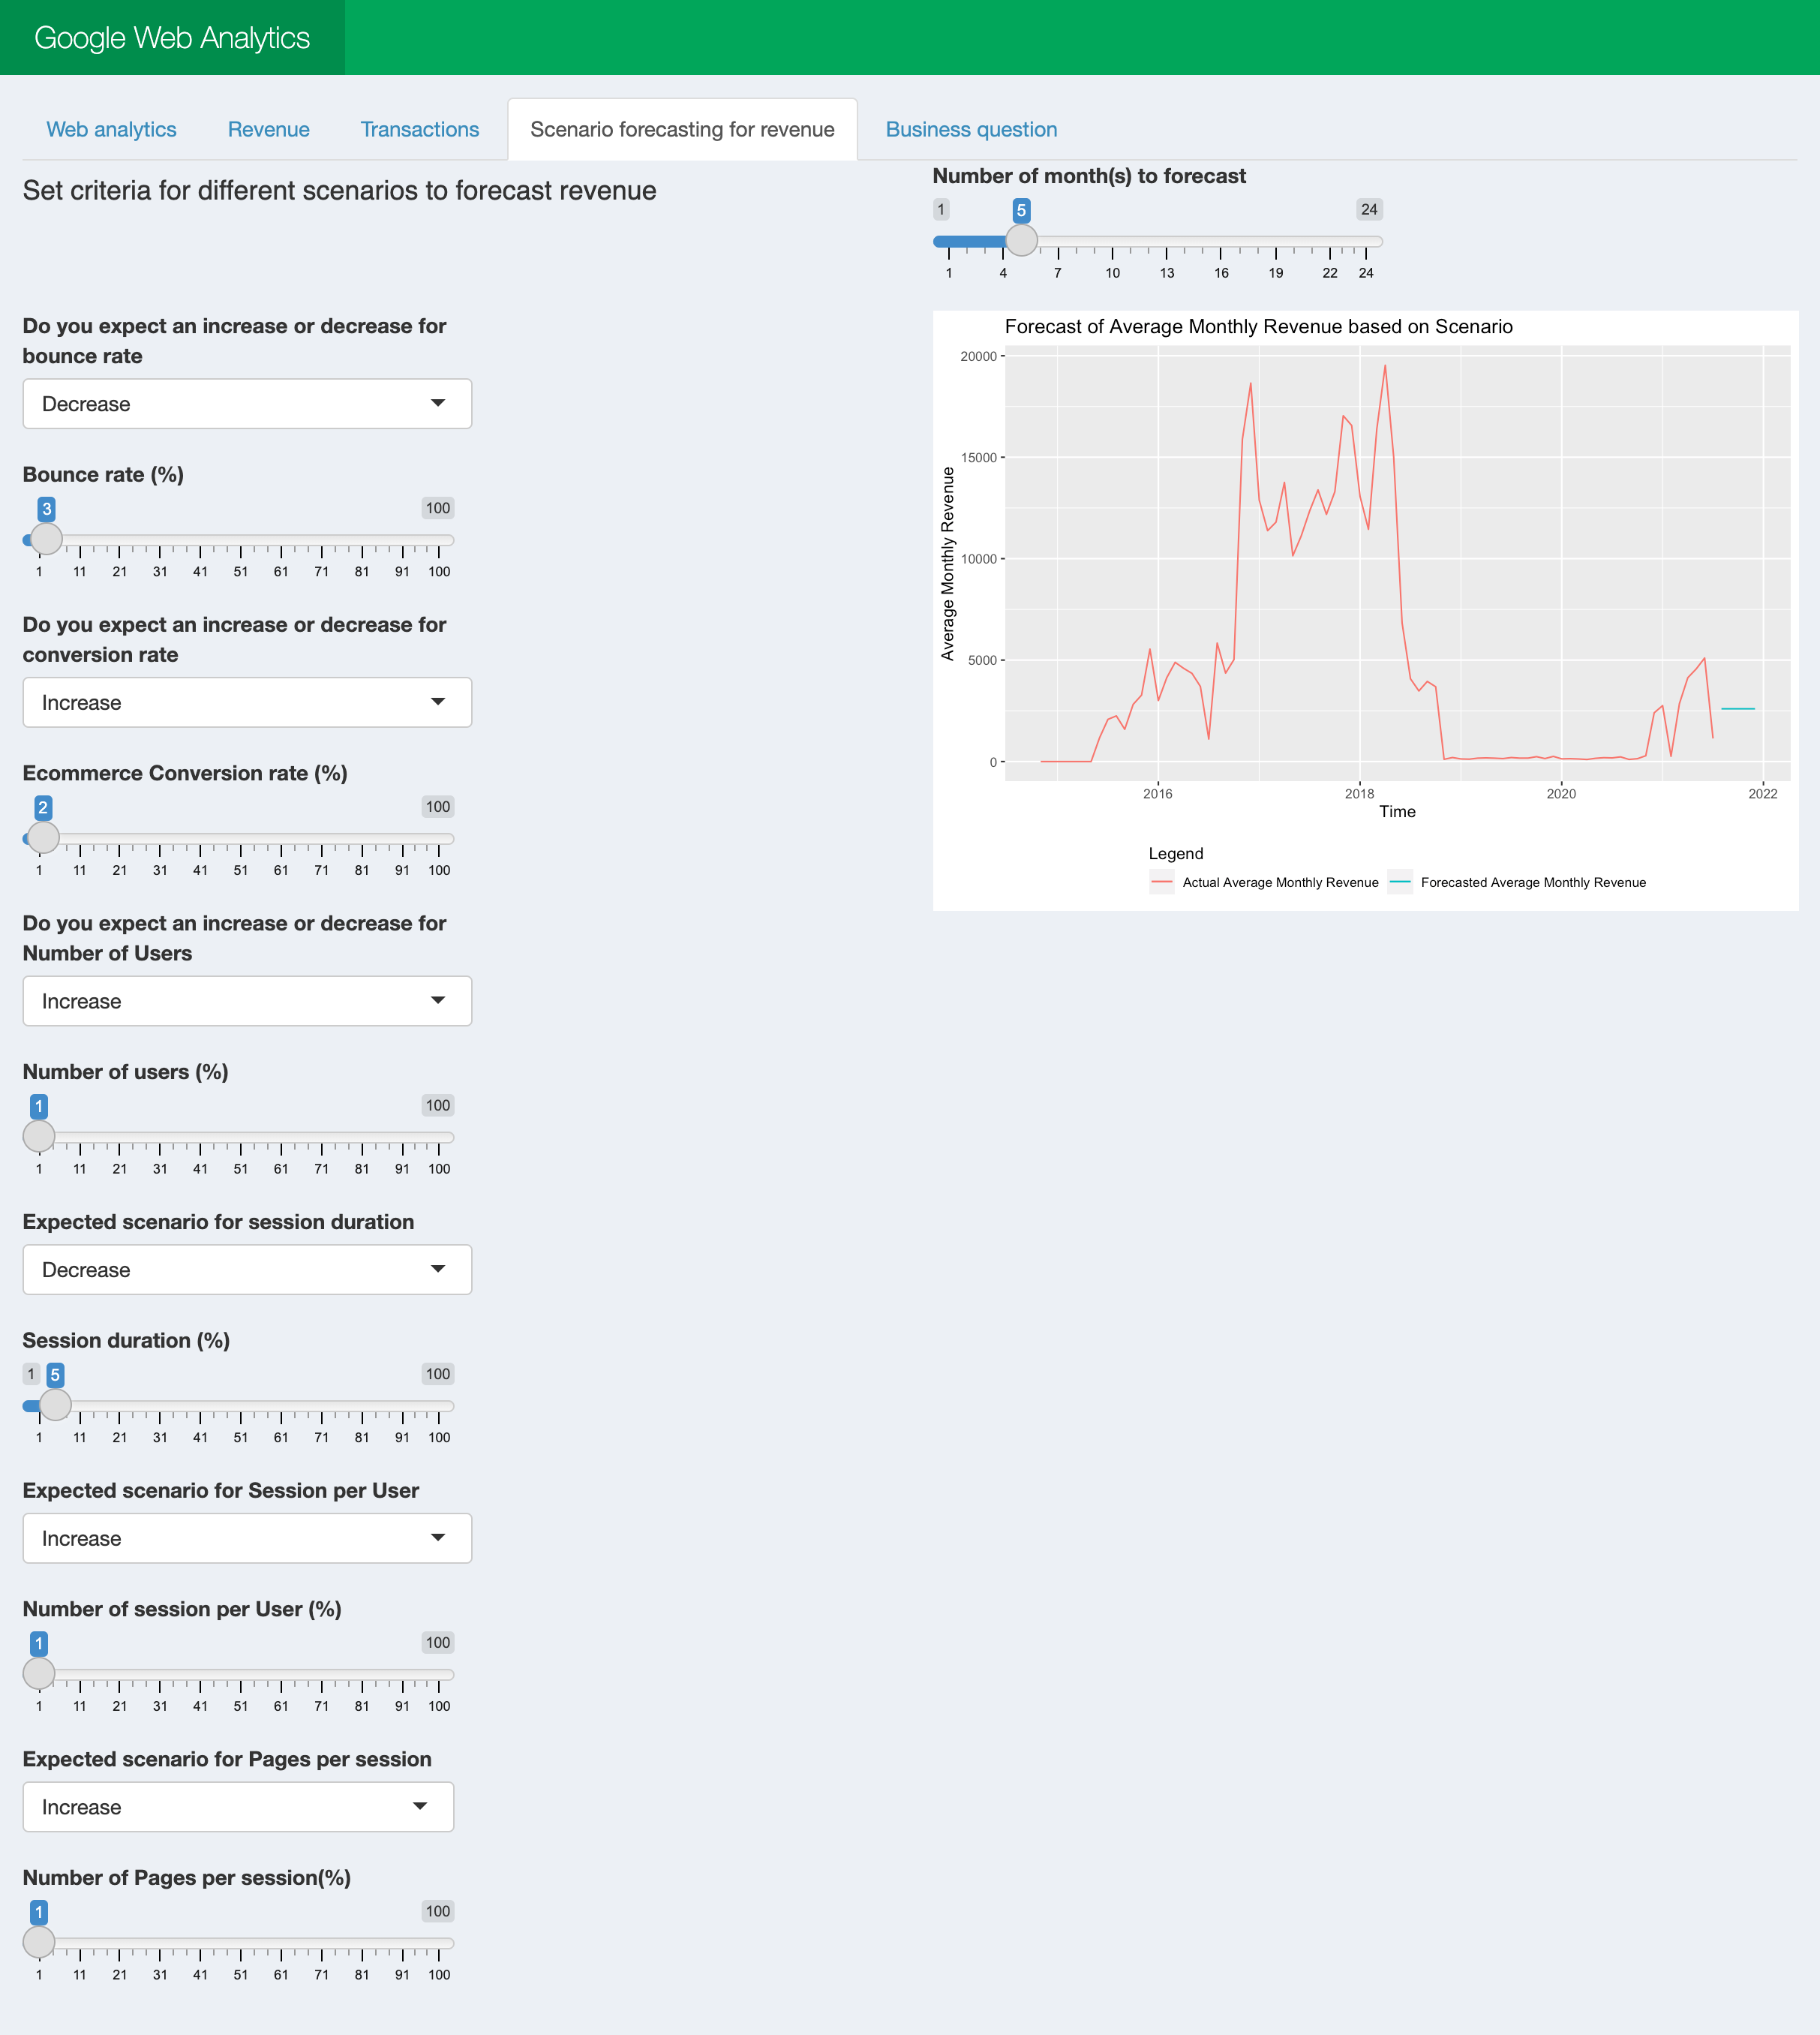 Google Web Analytics
Web analytics
Revenue
Transactions
Scenario forecasting for revenue
Business question
Set criteria for different scenarios to forecast revenue
Do you expect an increase or decrease for
bounce rate
Decrease
Bounce rate (%)
3 100
1 11 21 31 41 51 61 71 81 91 100
Do you expect an increase or decrease for
conversion rate
Increase
Ecommerce Conversion rate (%)
2 100
1 11 21 31 41 51 61 71 81 91 100
Do you expect an increase or decrease for
Number of Users
Increase
Number of users (%)
1 100
1 11 21 31 41 51 61 71 81 91 100
Expected scenario for session duration
Decrease
Session duration (%)
1 5 100
1 11 21 31 41 51 61 71 81 91 100
Expected scenario for Session per User
Increase
Number of session per User (%)
1 100
1 11 21 31 41 51 61 71 81 91 100
Expected scenario for Pages per session
Increase
Number of Pages per session(%)
1 100
1 11 21 31 41 51 61 71 81 91 100
Number of month(s) to forecast
1 5 24
1 4 7 10 13 16 19 22 24
Forecast of Average Monthly Revenue based on Scenario
Average Monthly Revenue
20000
15000
10000
5000
0
2016 2018 2020 2022
Time
Legend
Actual Average Monthly Revenue Forecasted Average Monthly Revenue